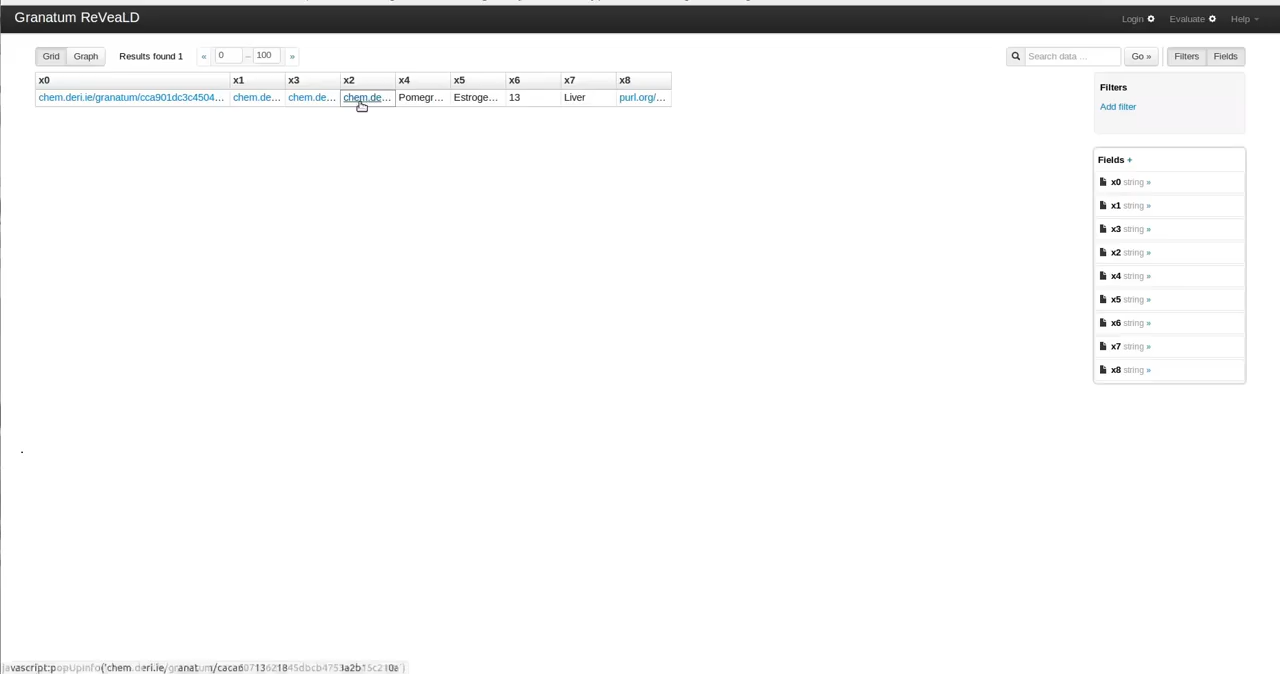 Granatum ReVeaLD
Login
Evaluate
Help
Grid Graph Results found 1 « 0 – 100 »
Search data ... Go » Filters Fields
x0 x1 x3 x2 x4 x5 x6 x7 x8
chem.deri.ie/granatum/cca901dc3c4504... chem.de... chem.de... chem.de... Pomegr... Estroge... 13 Liver purl.org/...
Filters
Add filter
Fields +
x0 string »
x1 string »
x3 string »
x2 string »
x4 string »
x5 string »
x6 string »
x7 string »
x8 string »